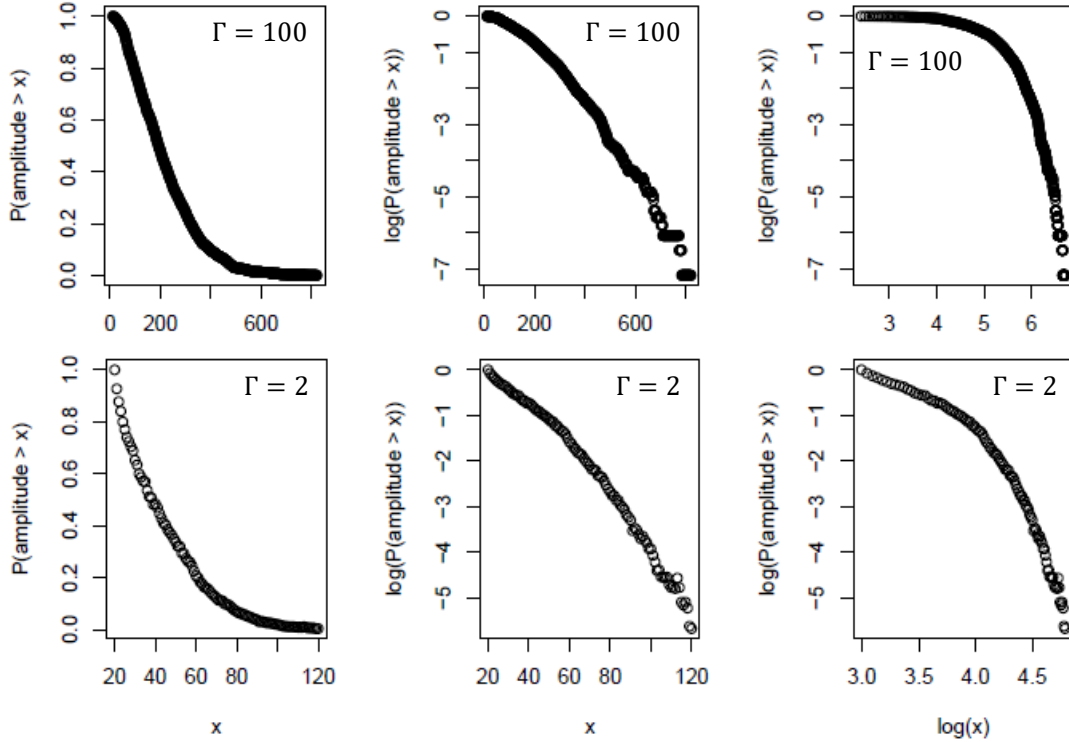 P(amplitude > x)
1.0
0.8
0.6
0.4
0.2
0.0
Γ = 100
0 200 600
log(P(amplitude > x))
0
−1
−3
−5
−7
Γ = 100
0 200 600
log(P(amplitude > x))
0
−1
−3
−5
−7
Γ = 100
3 4 5 6
P(amplitude > x)
1.0
0.8
0.6
0.4
0.2
0.0
Γ = 2
20 40 60 80 120
x
log(P(amplitude > x))
0
−1
−2
−3
−4
−5
Γ = 2
20 40 60 80 120
x
log(P(amplitude > x))
0
−1
−2
−3
−4
−5
Γ = 2
3.0 3.5 4.0 4.5
log(x)